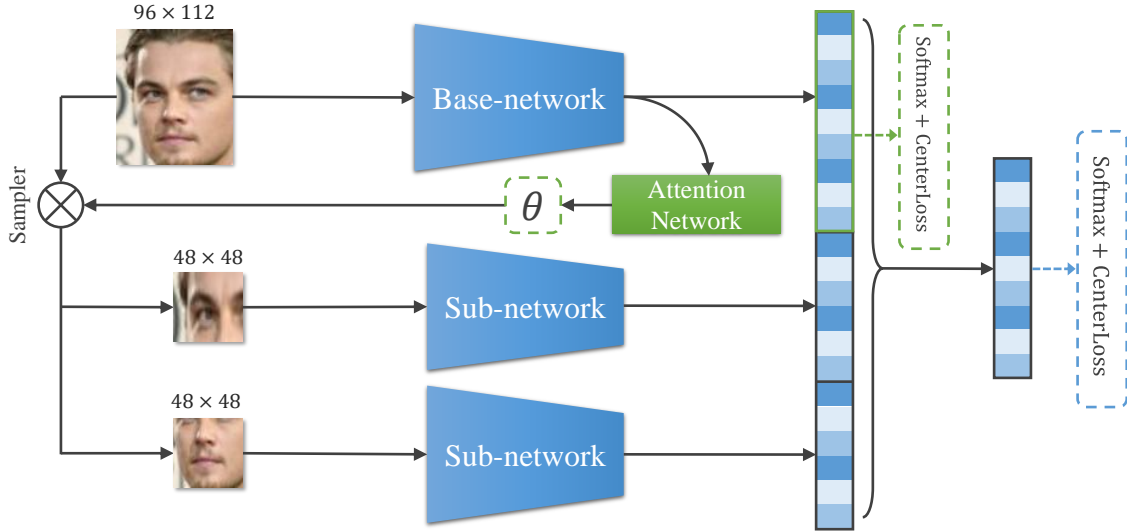 96 × 112
Base-network
Softmax + CenterLoss
Softmax + CenterLoss
Attention
Network
θ
Sampler
48 × 48
Sub-network
48 × 48
Sub-network